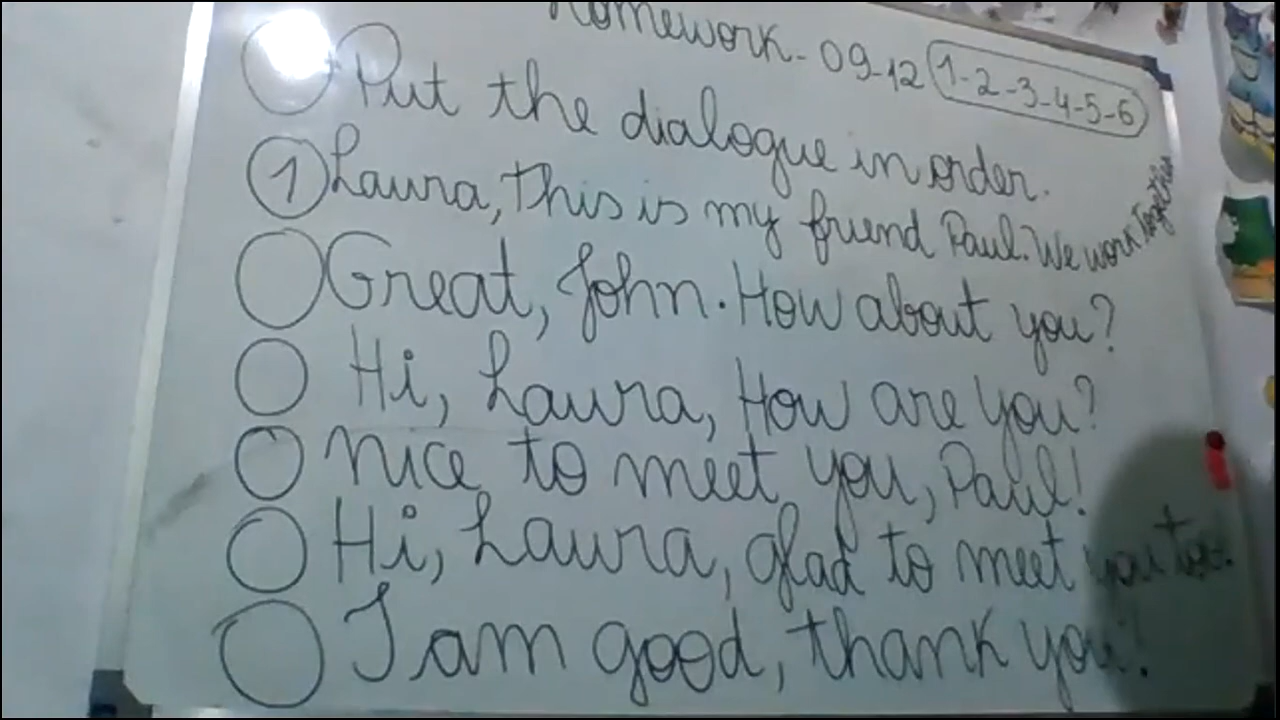 Homework - 09-12 1-2-3-4-5-6
Put the dialogue in order.
1 Laura, this is my friend Paul. We work together
Great, John. How about you?
Hi, Laura, How are you?
Nice to meet you, Paul!
Hi, Laura, glad to meet you too.
I am good, thank you!